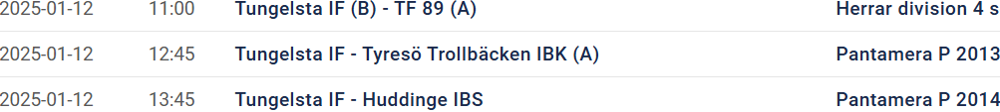 2025-01-12 11:00 Tungelsta IF (B) - TF 89 (A) Herrar division 4 s
2025-01-12 12:45 Tungelsta IF - Tyresö Trollbäcken IBK (A) Pantamera P 2013
2025-01-12 13:45 Tungelsta IF - Huddinge IBS Pantamera P 2014